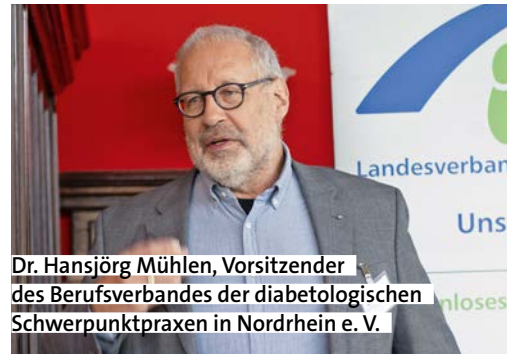 Landesverban
Uns
nloses
Dr. Hansjörg Mühlen, Vorsitzender
des Berufsverbandes der diabetologischen
Schwerpunktpraxen in Nordrhein e. V.